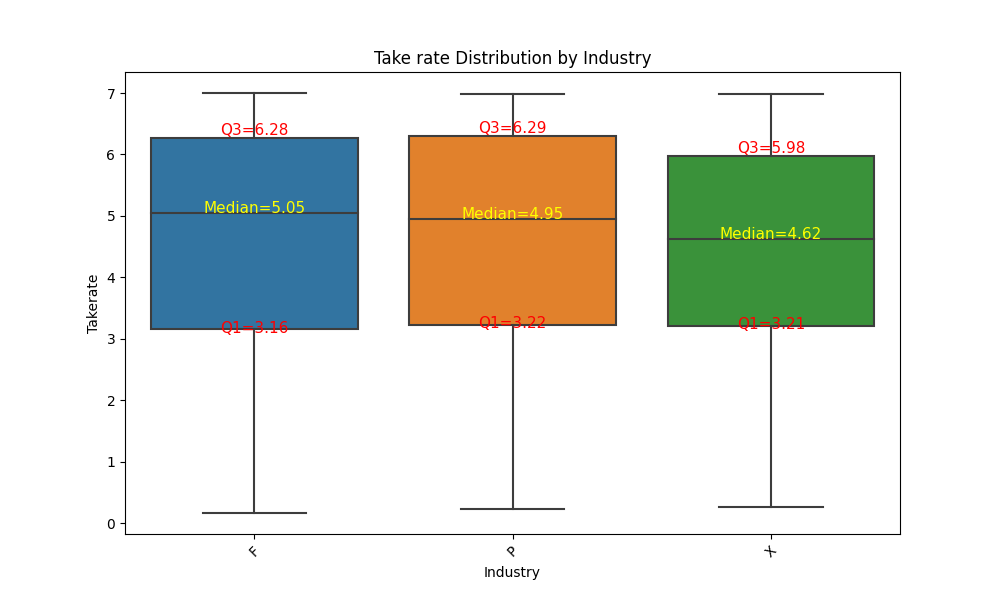 Take rate Distribution by Industry
Takerate
7
6
5
4
3
2
1
0
Q3=6.28
Median=5.05
Q1=3.16
Q3=6.29
Median=4.95
Q1=3.22
Q3=5.98
Median=4.62
Q1=3.21
F
P
X
Industry